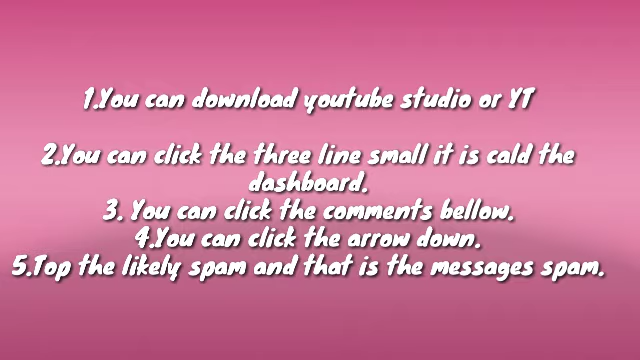 1.You can download youtube studio or YT
2.You can click the three line small it is cald the
dashboard.
3. You can click the comments bellow.
4.You can click the arrow down.
5.Top the likely spam and that is the messages spam.